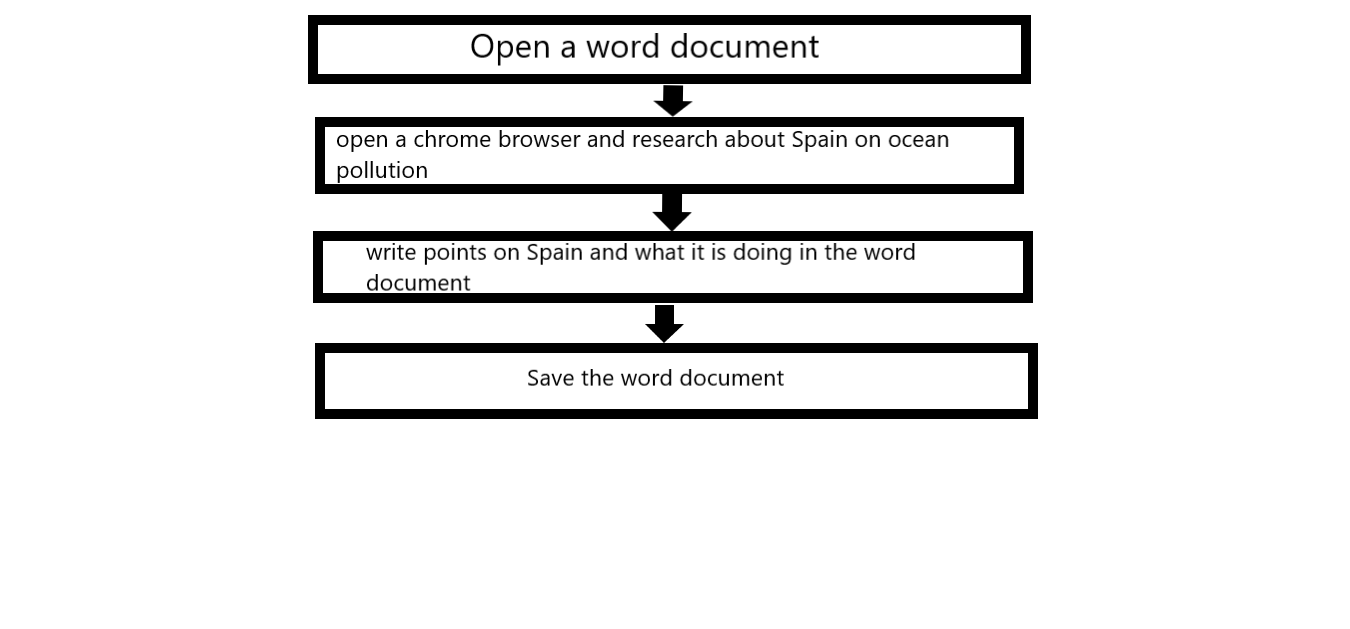 Open a word document
open a chrome browser and research about Spain on ocean
pollution
write points on Spain and what it is doing in the word
document
Save the word document